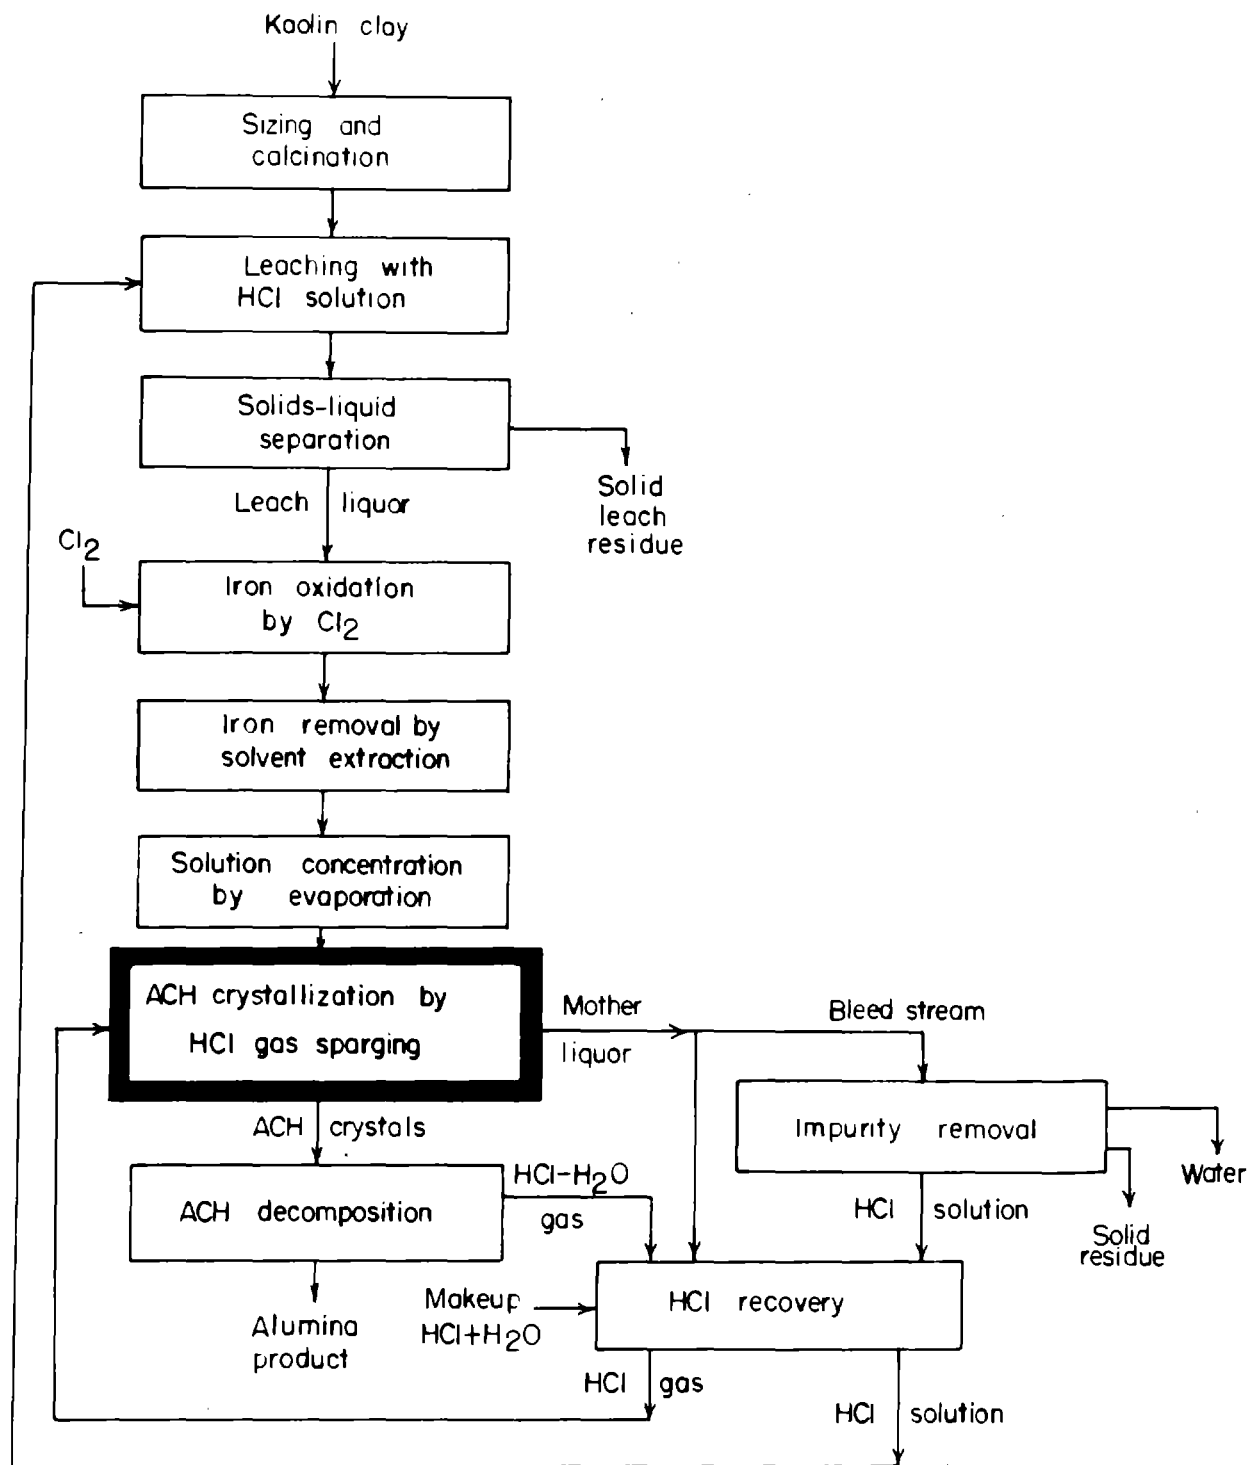 Kaolin clay
Sizing and
calcination
Leaching with
HCl solution
Solids-liquid
separation
Solid
leach
residue
Leach liquor
Cl2
Iron oxidation
by Cl2
Iron removal by
solvent extraction
Solution concentration
by evaporation
ACH crystallization by
HCl gas sparging
Mother
liquor
Bleed stream
Impurity removal
Water
Solid
residue
HCl solution
ACH crystals
ACH decomposition
HCl-H2O
gas
Alumina
product
Makeup
HCl+H2O
HCl recovery
HCl gas
HCl solution